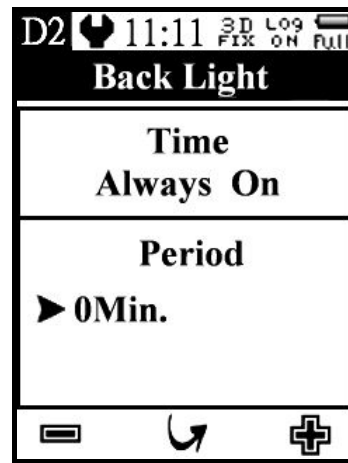 D2 11:11 3D FIX LOG ON Full
Back Light
Time
Always On
Period
0Min.